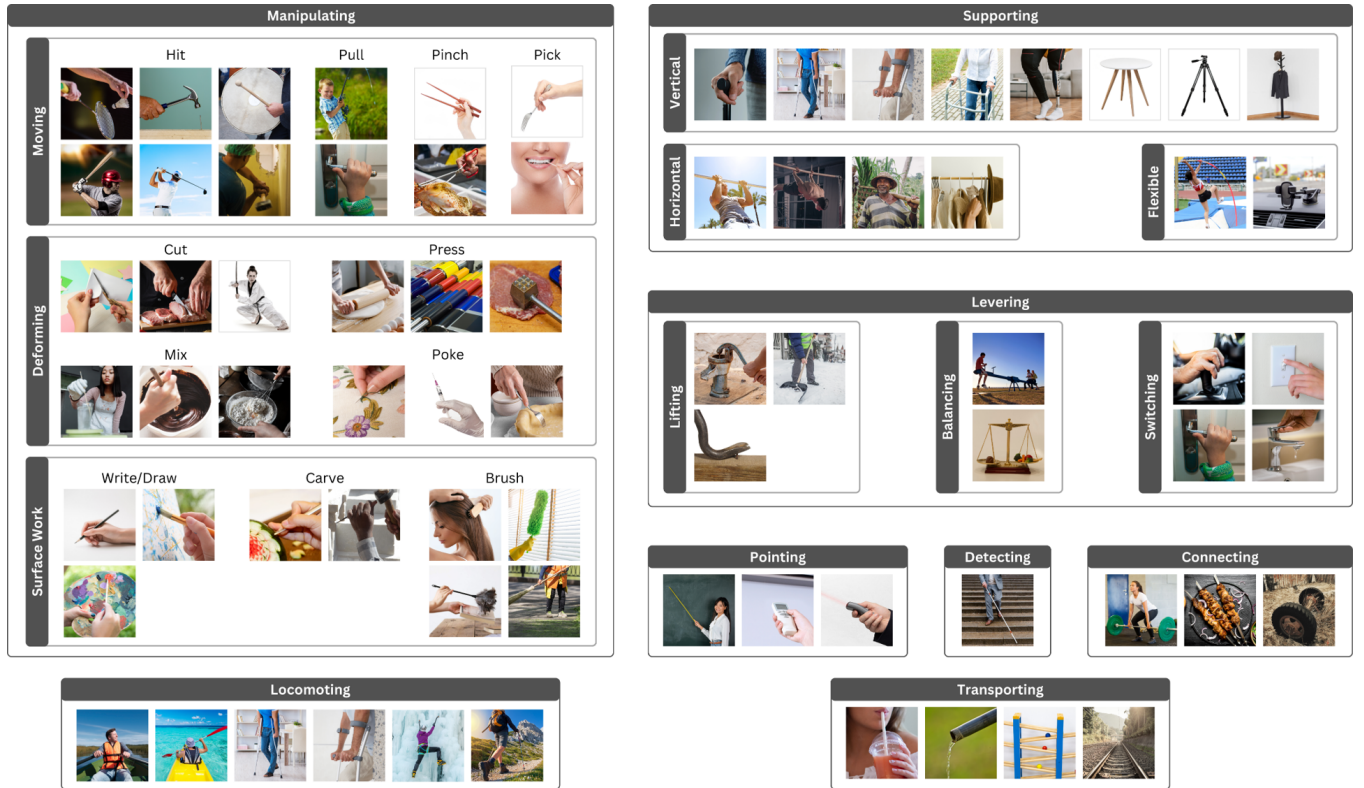 Manipulating
Moving
Hit
Pull
Pinch
Pick
Deforming
Cut
Press
Mix
Poke
Surface Work
Write/Draw
Carve
Brush
Locomoting
Supporting
Vertical
Horizontal
Flexible
Levering
Lifting
Balancing
Switching
Pointing
Detecting
Connecting
Transporting